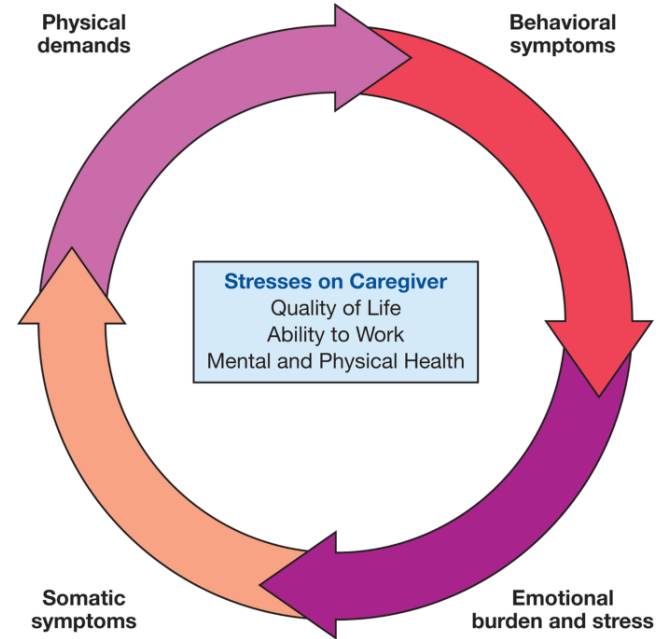 Physical
demands
Behavioral
symptoms
Stresses on Caregiver
Quality of Life
Ability to Work
Mental and Physical Health
Somatic
symptoms
Emotional
burden and stress